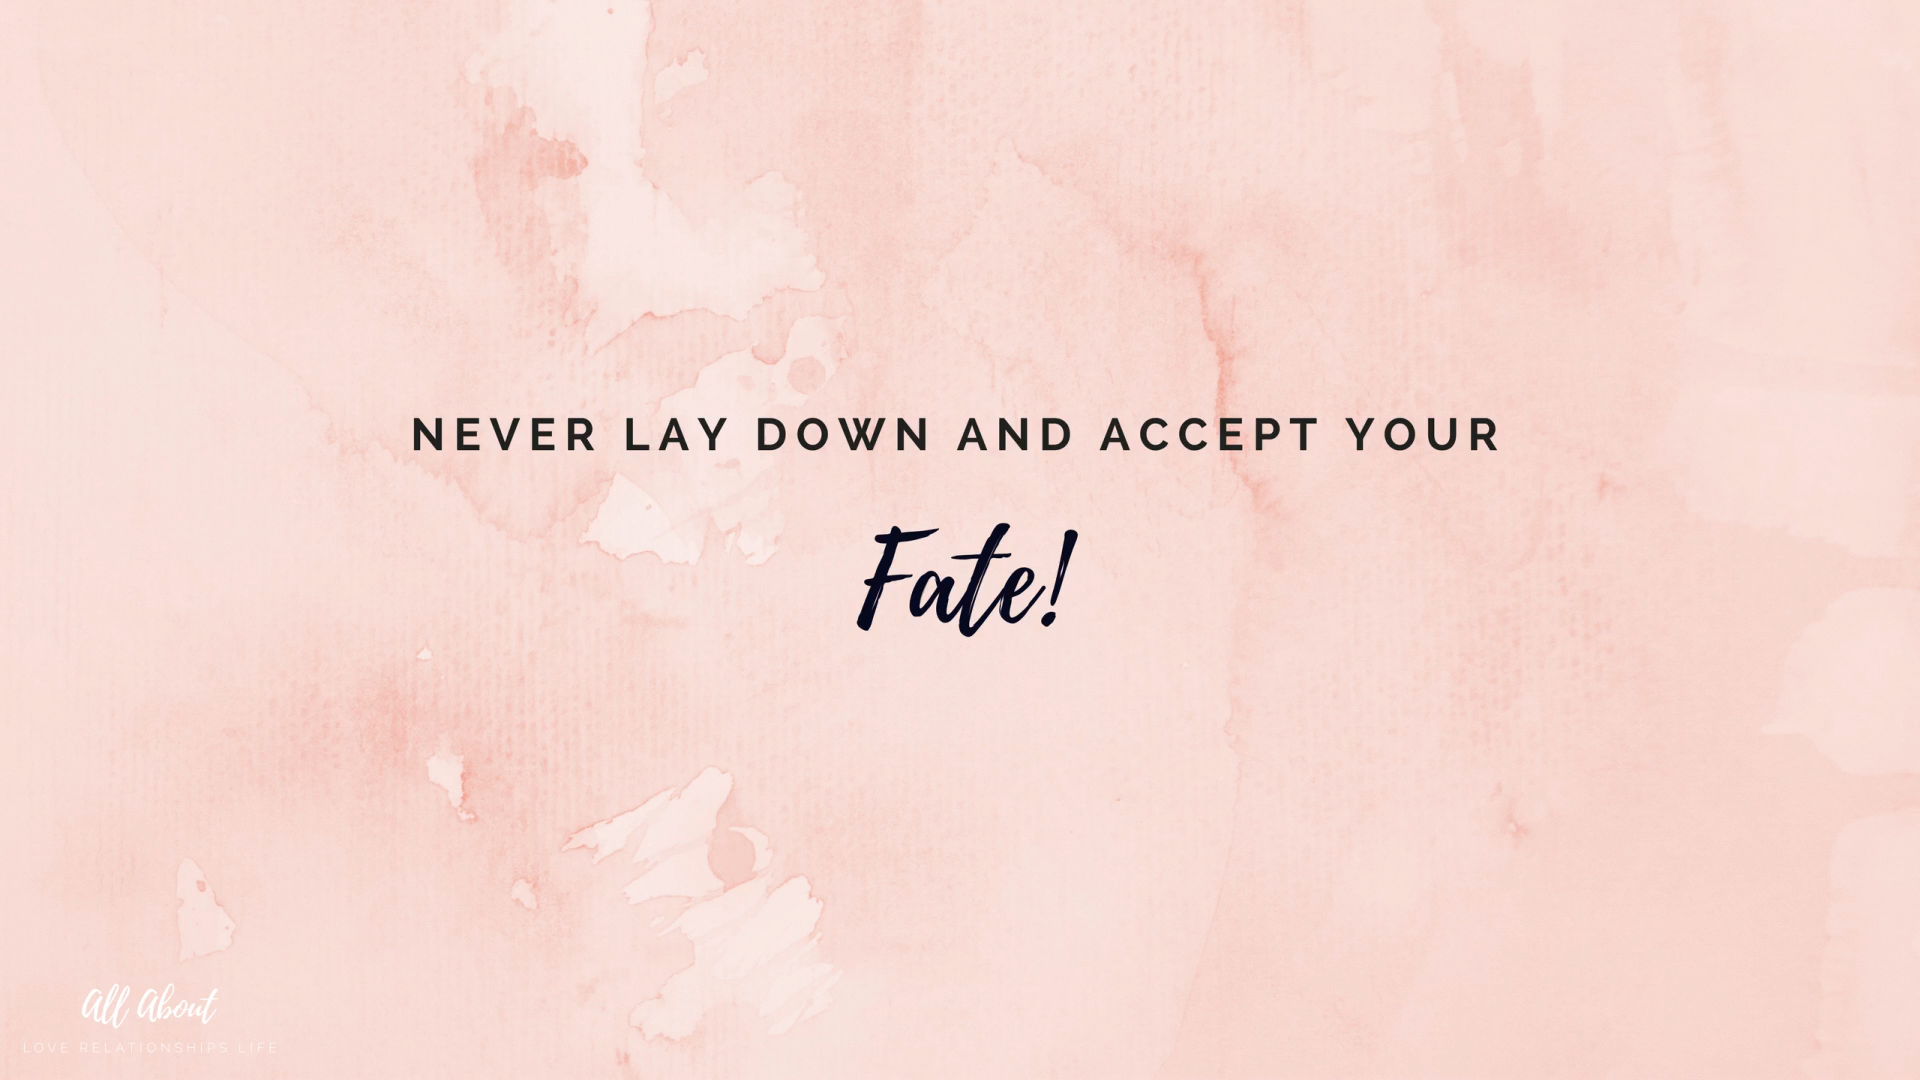 NEVER LAY DOWN AND ACCEPT YOUR
Fate!
All About
LOVE RELATIONSHIPS LIFE